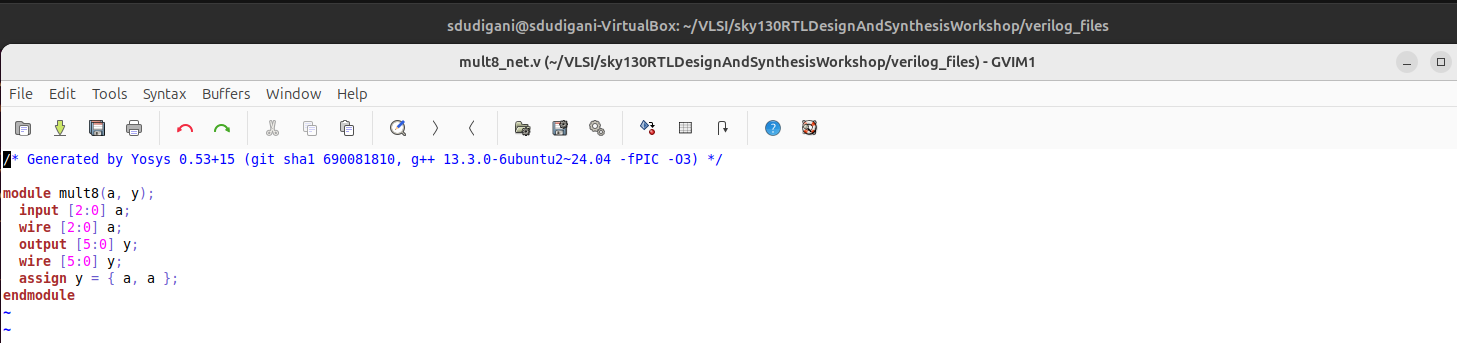 sdudigani@sdudigani-VirtualBox: ~/VLSI/sky130RTLDesignAndSynthesisWorkshop/verilog_files
mult8_net.v (~/VLSI/sky130RTLDesignAndSynthesisWorkshop/verilog_files) - GVIM1
File Edit Tools Syntax Buffers Window Help
/* Generated by Yosys 0.53+15 (git sha1 690081810, g++ 13.3.0-6ubuntu2~24.04 -fPIC -O3) */
module mult8(a, y);
  input [2:0] a;
  wire [2:0] a;
  output [5:0] y;
  wire [5:0] y;
  assign y = { a, a };
endmodule
~
~